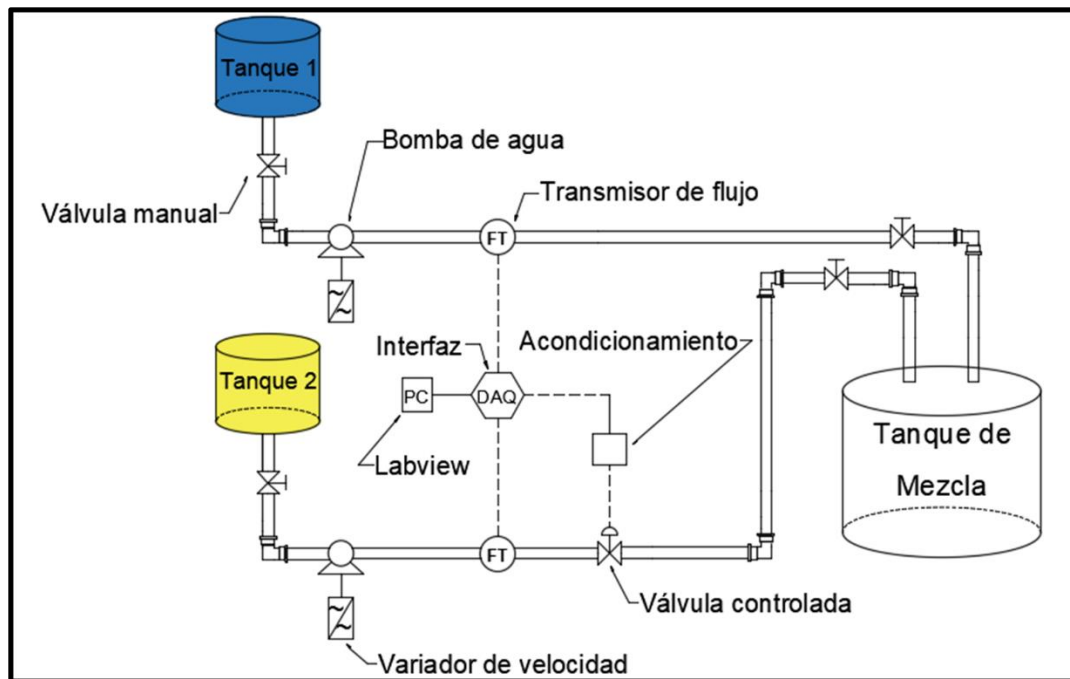 Tanque 1
Bomba de agua
Transmisor de flujo
Válvula manual
FT
Interfaz
Acondicionamiento
Tanque 2
PC
DAQ
Labview
Tanque de
Mezcla
FT
Válvula controlada
Variador de velocidad